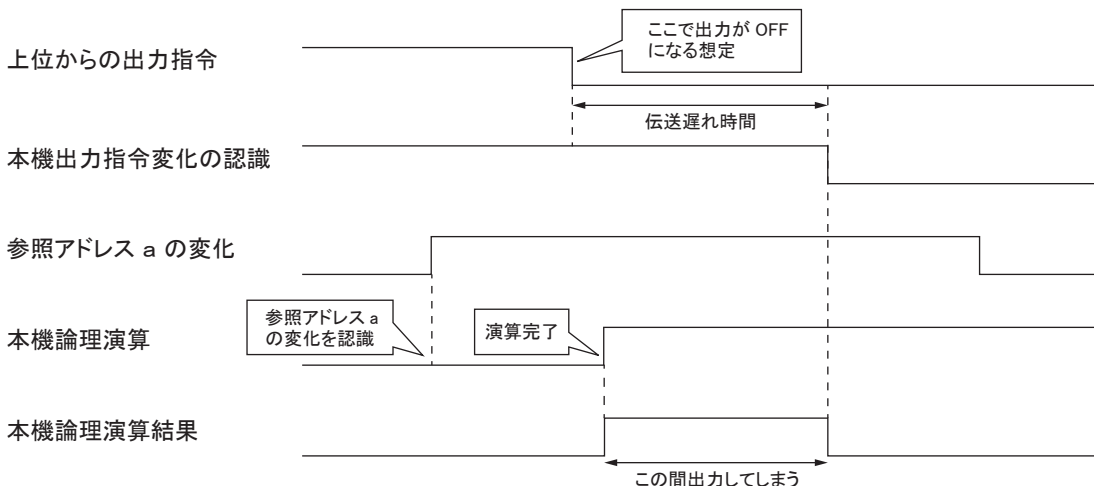 上位からの出力指令
ここで出力が OFF
になる想定
伝送遅れ時間
本機出力指令変化の認識
参照アドレス a の変化
参照アドレス a
の変化を認識
演算完了
本機論理演算
本機論理演算結果
この間出力してしまう